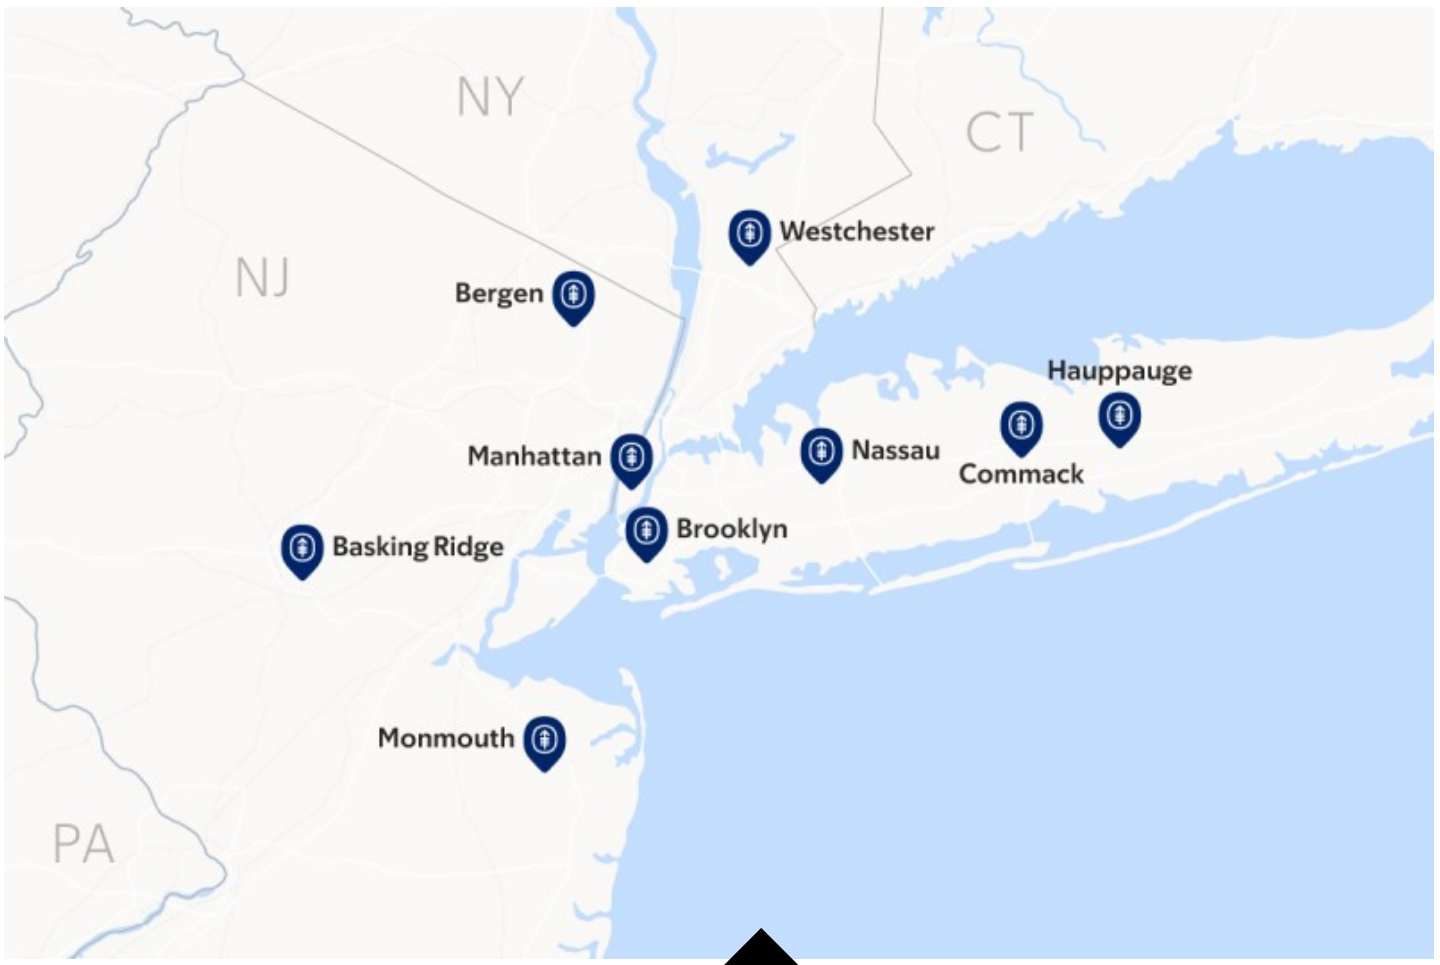 NY
CT
Westchester
NJ
Bergen
Hauppauge
Manhattan
Nassau
Commack
Brooklyn
Basking Ridge
Monmouth
PA